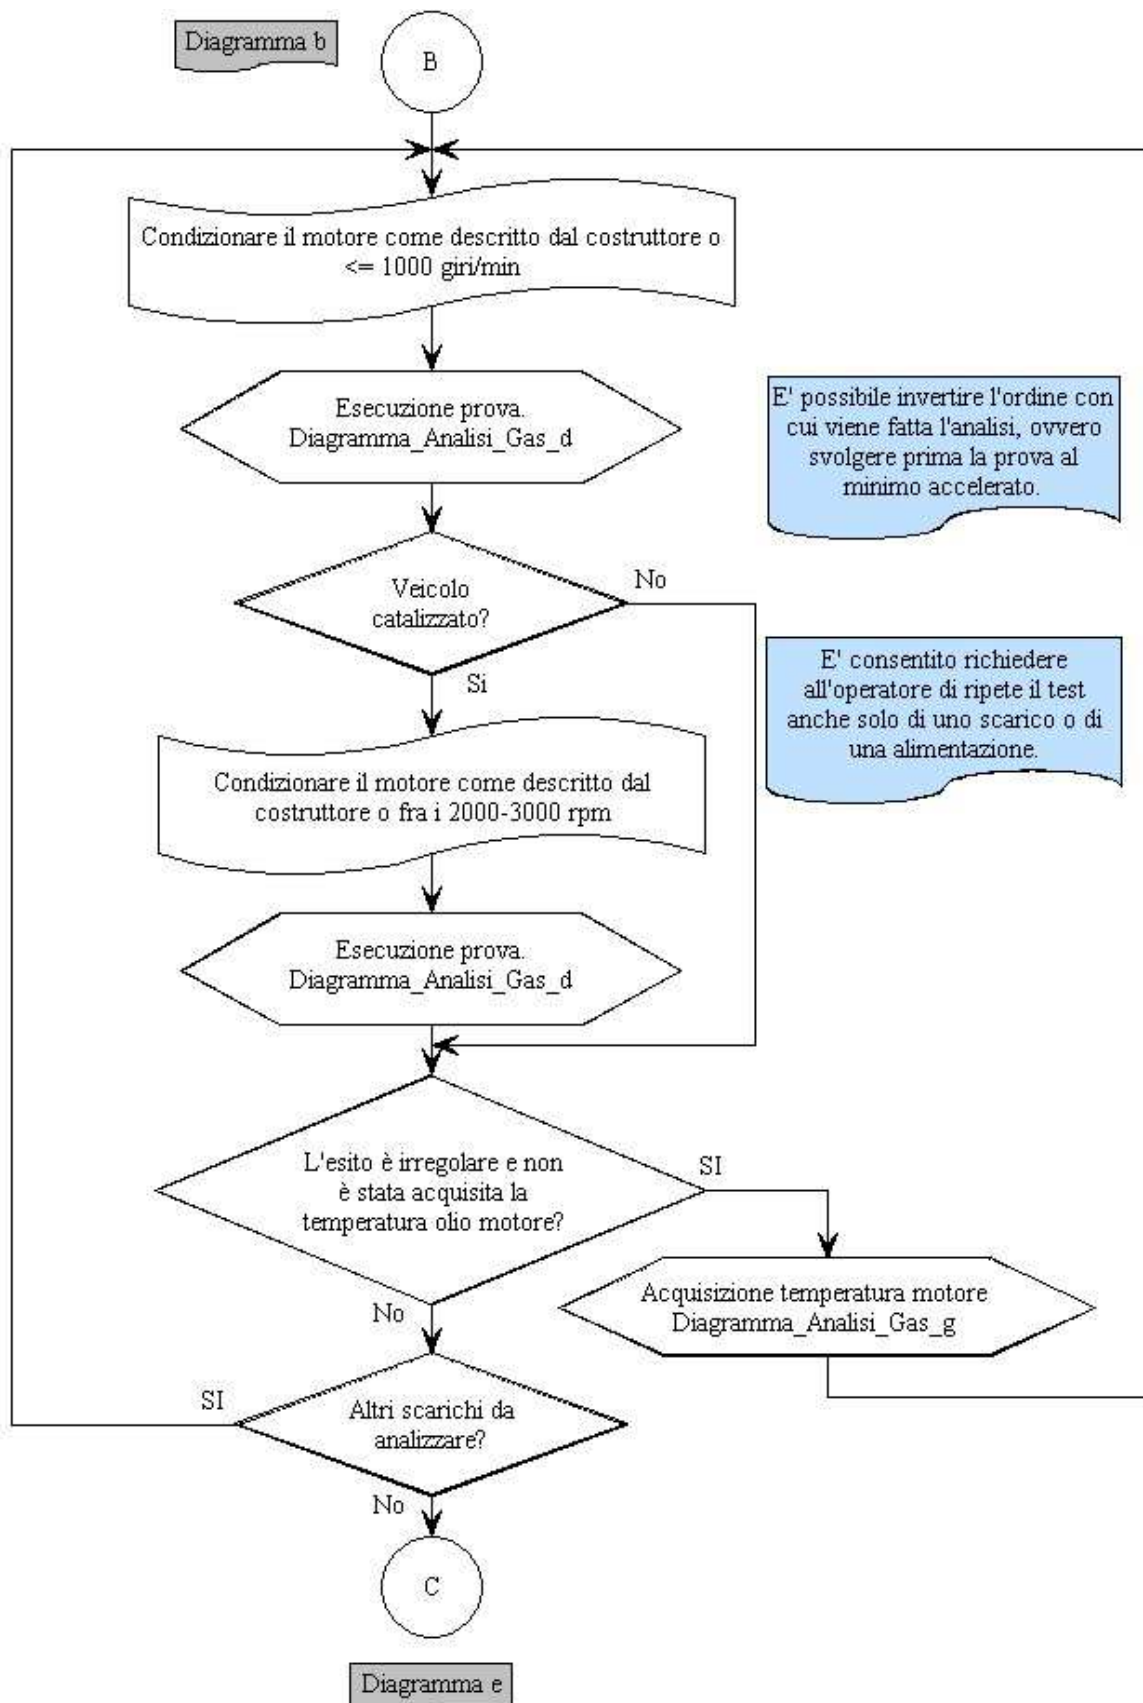 Diagramma b
B
Condizionare il motore come descritto dal costruttore o
<= 1000 giri/min
Esecuzione prova.
Diagramma_Analisi_Gas_d
E' possibile invertire l'ordine con
cui viene fatta l'analisi, ovvero
svolgere prima la prova al
minimo accelerato.
Veicolo
catalizzato?
No
Si
E' consentito richiedere
all'operatore di ripete il test
anche solo di uno scarico o di
una alimentazione.
Condizionare il motore come descritto dal
costruttore o fra i 2000-3000 rpm
Esecuzione prova.
Diagramma_Analisi_Gas_d
L'esito è irregolare e non
è stata acquisita la
temperatura olio motore?
SI
No
Acquisizione temperatura motore
Diagramma_Analisi_Gas_g
Altri scarichi da
analizzare?
SI
No
C
Diagramma e